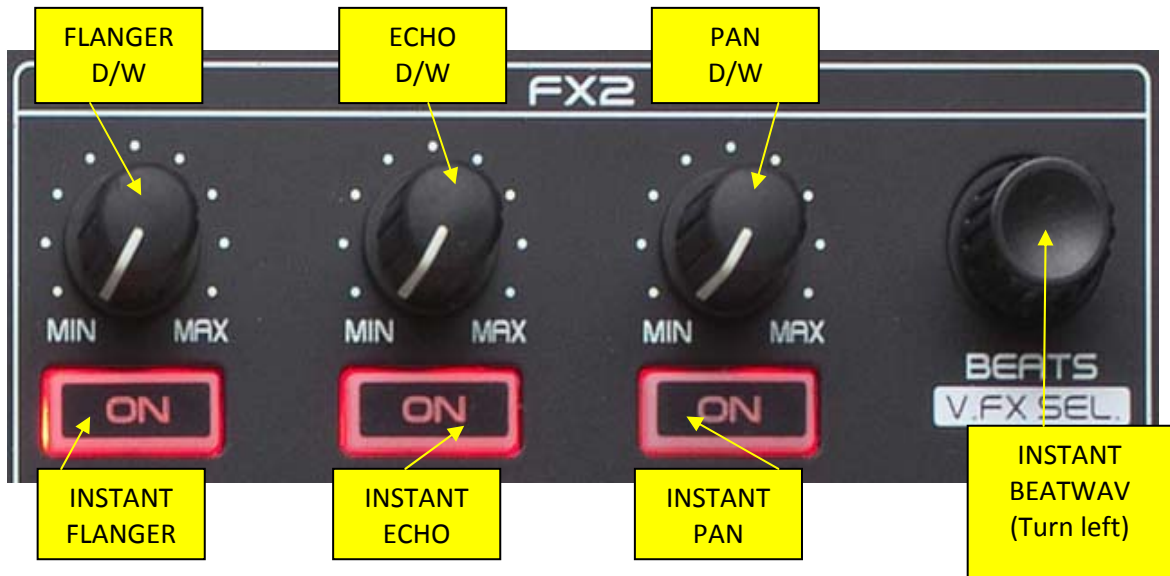 FLANGER
D/W
ECHO
D/W
PAN
D/W
FX2
MIN MAX
MIN MAX
MIN MAX
BEATS
V.FX SEL.
ON
ON
ON
INSTANT
FLANGER
INSTANT
ECHO
INSTANT
PAN
INSTANT
BEATWAV
(Turn left)